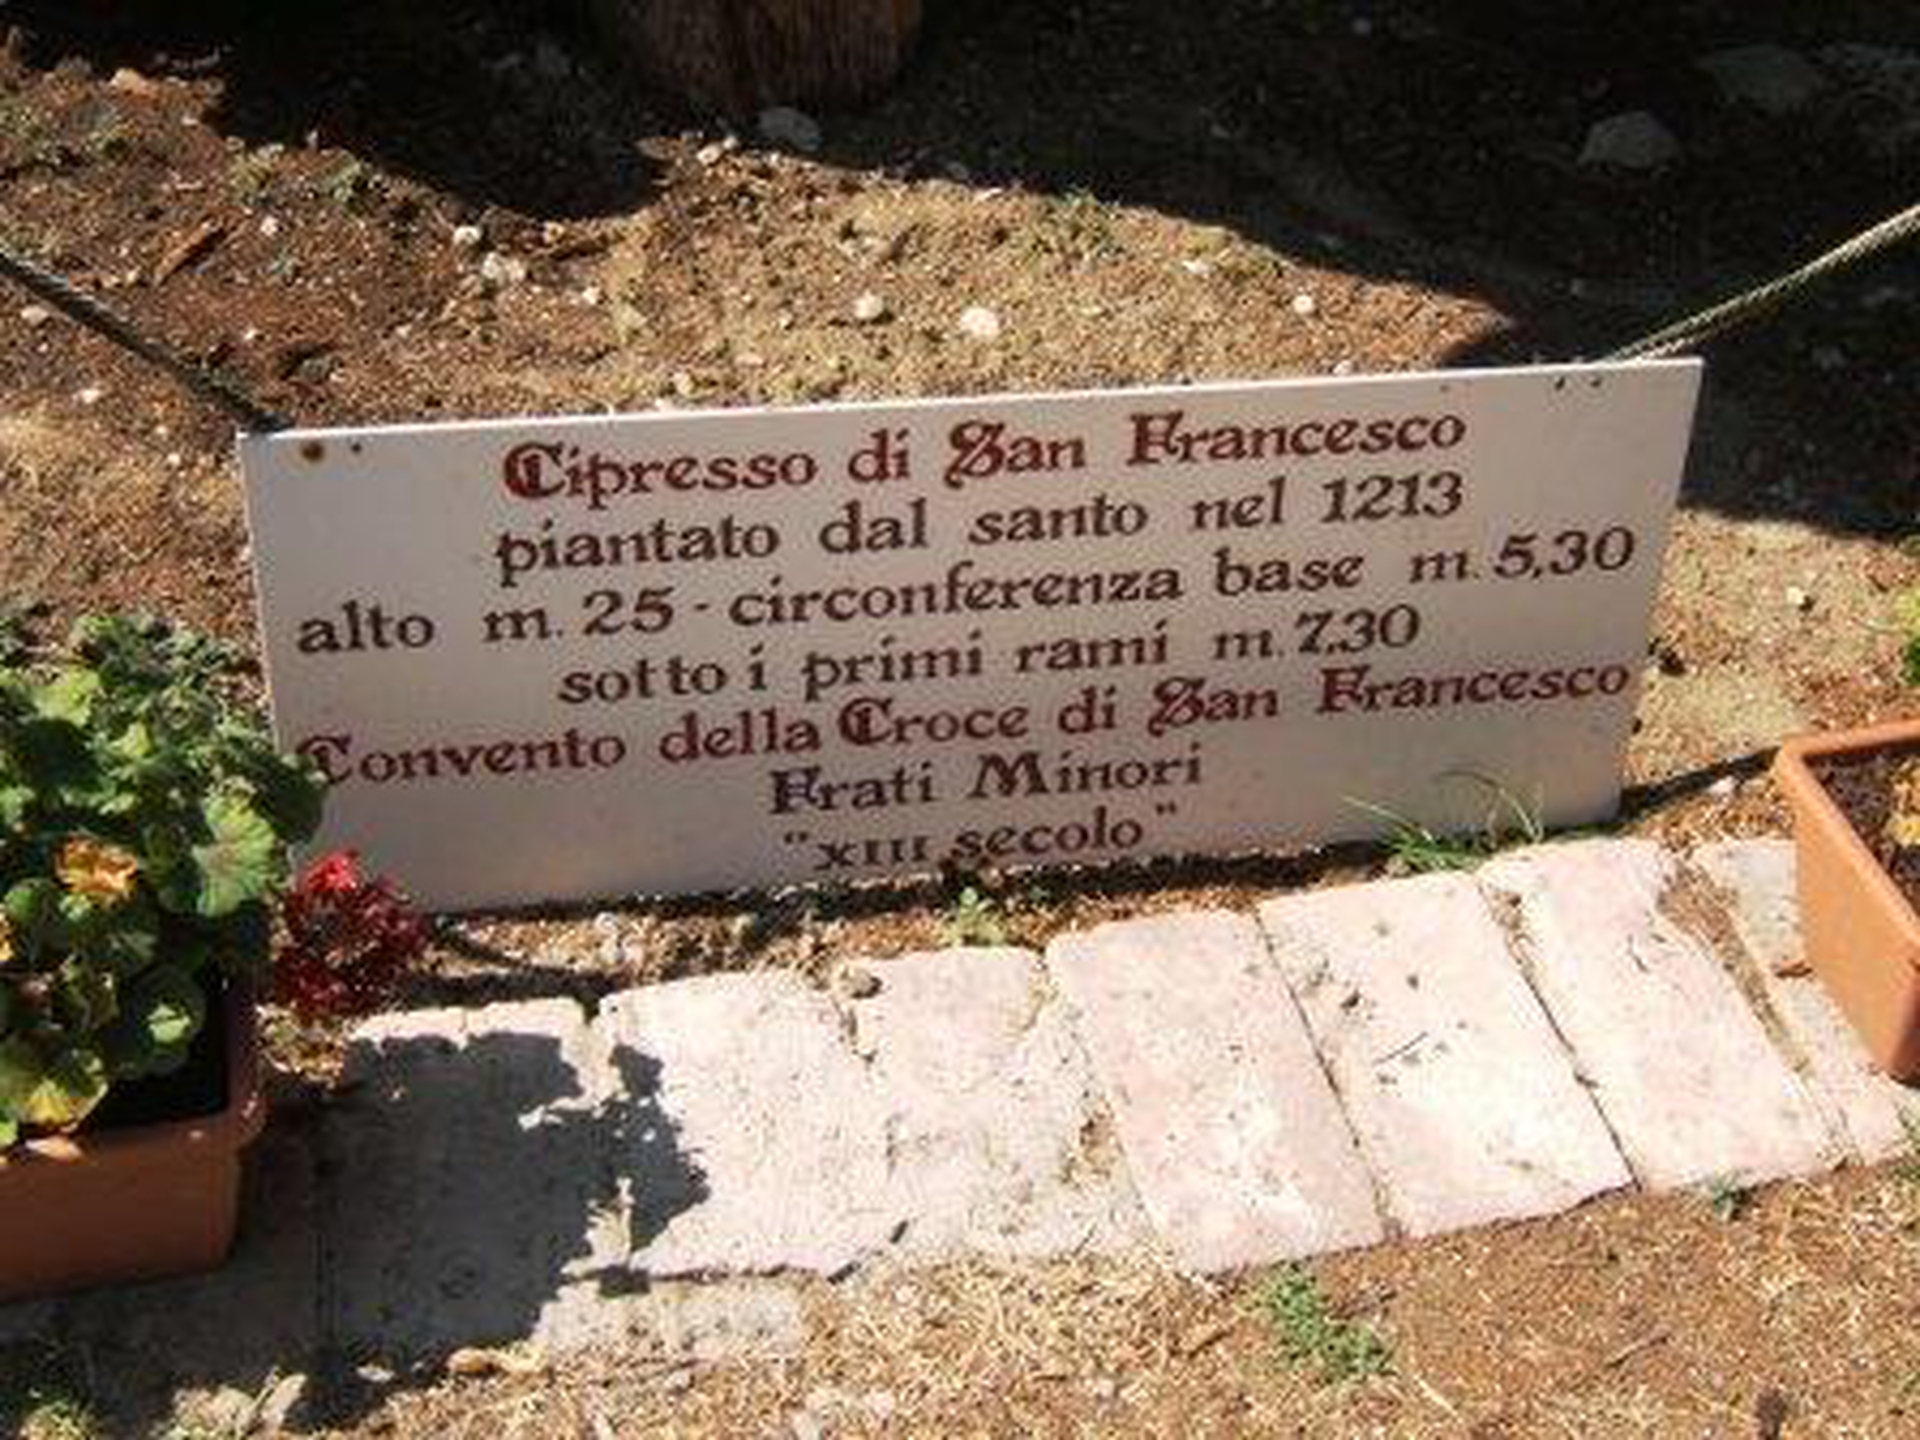 Cipresso di San Francesco
piantato dal santo nel 1213
alto m. 25 - circonferenza base m. 5,30
sotto i primi rami m. 7,30
Convento della Croce di San Francesco
Frati Minori
"XIII secolo"